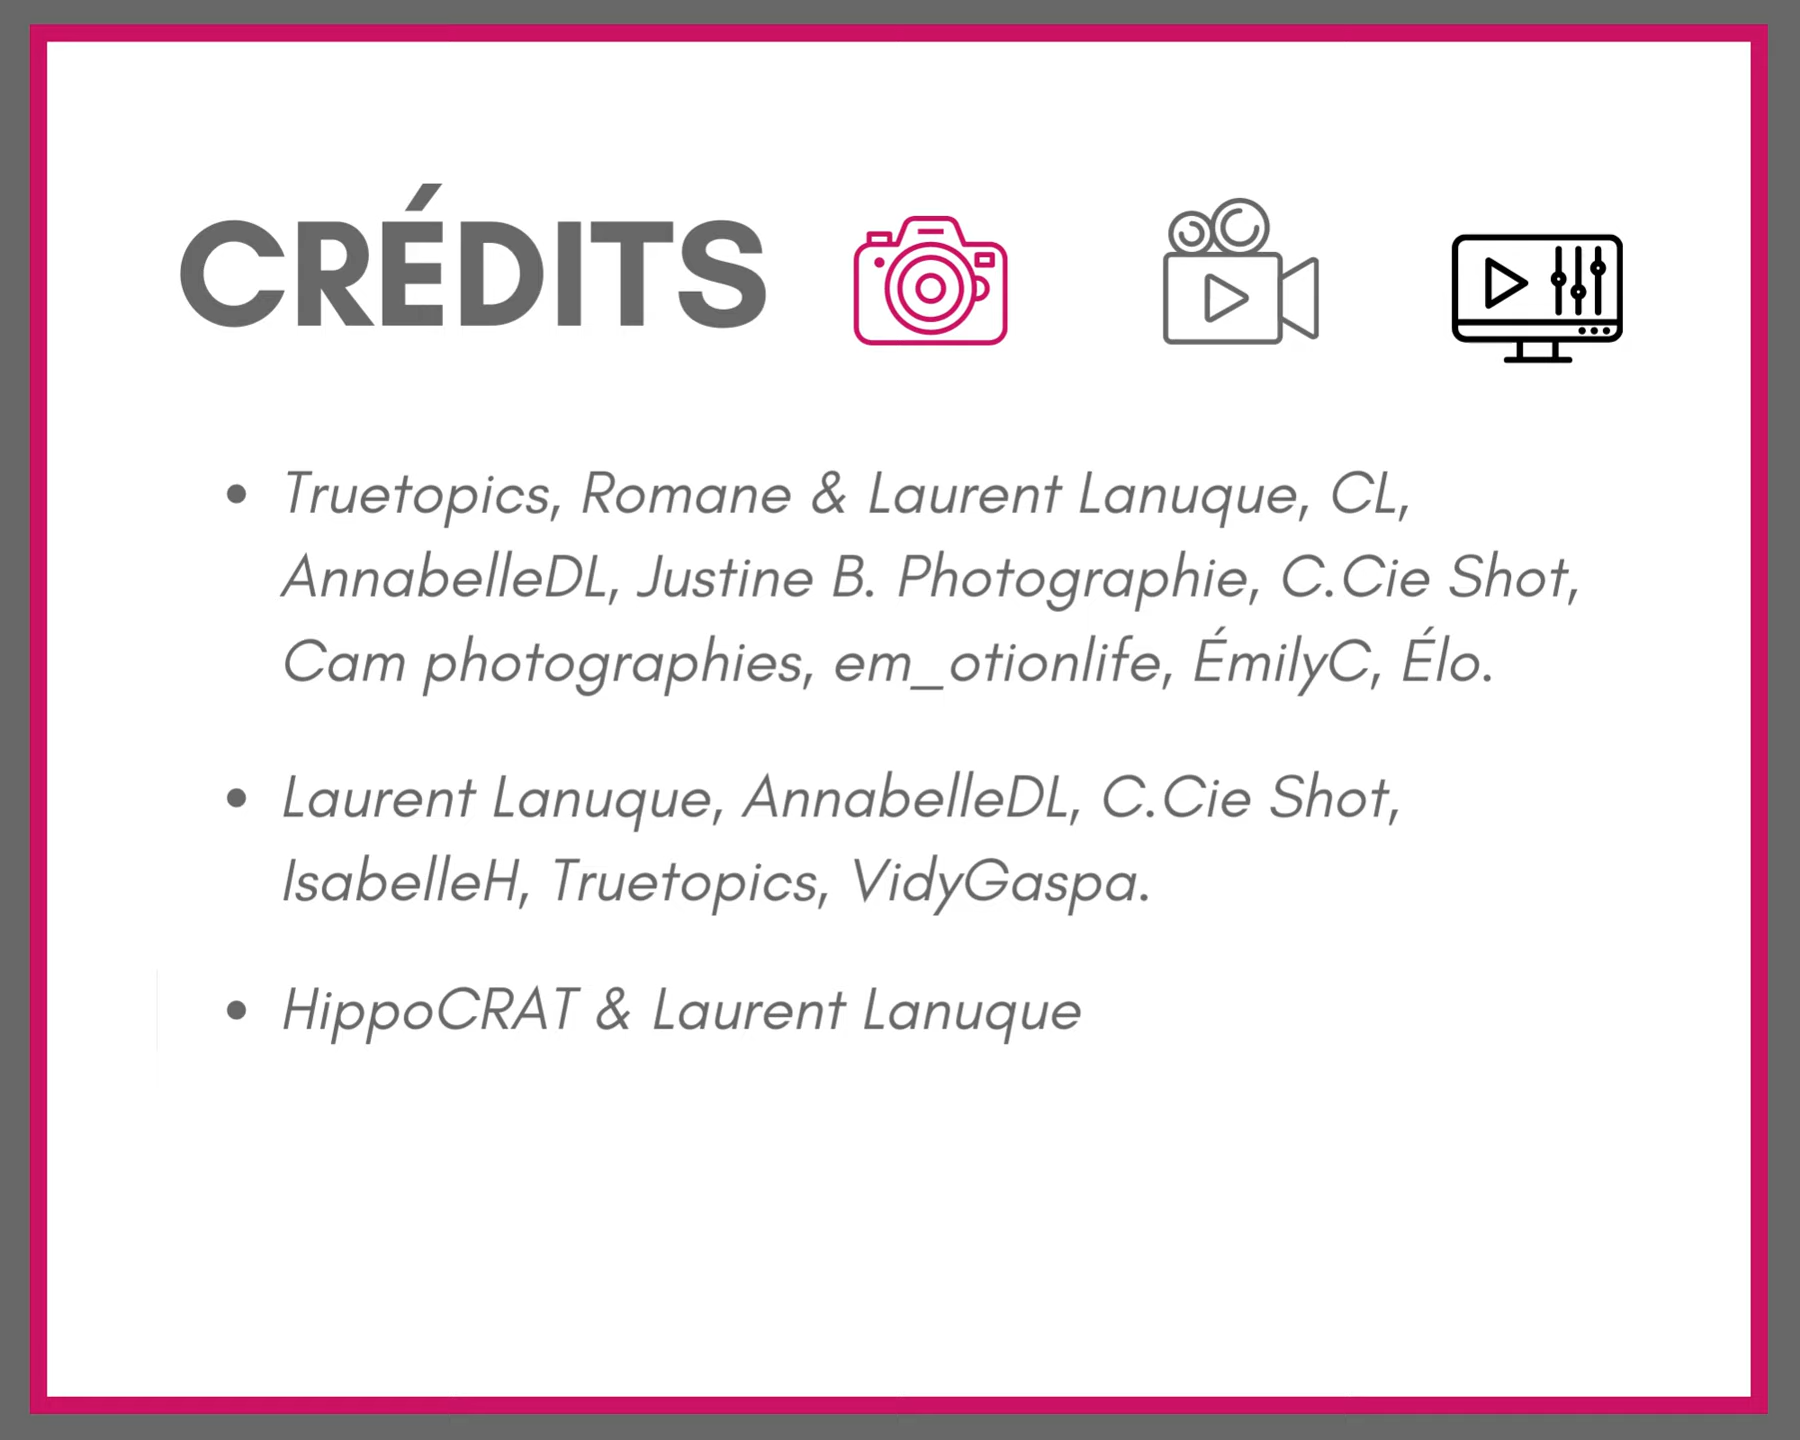 CRÉDITS
• Truetopics, Romane & Laurent Lanuque, CL,
AnnabelleDL, Justine B. Photographie, C.Cie Shot,
Cam photographies, em_otionlife, ÉmilyC, Élo.
• Laurent Lanuque, AnnabelleDL, C.Cie Shot,
IsabelleH, Truetopics, VidyGaspa.
• HippoCRAT & Laurent Lanuque